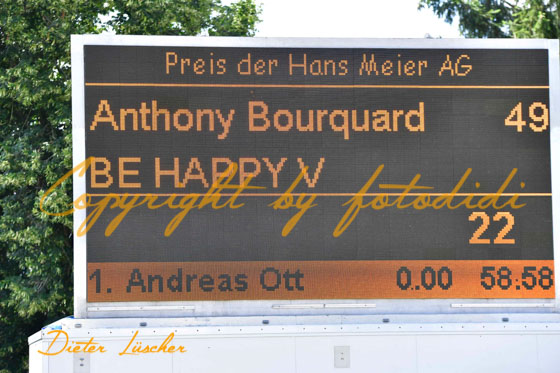 Preis der Hans Meier AG
Anthony Bourquard 49
BE HAPPY V
Copyright by fotodidi
22
1. Andreas Ott 0.00 58:58
Dieter Lüscher